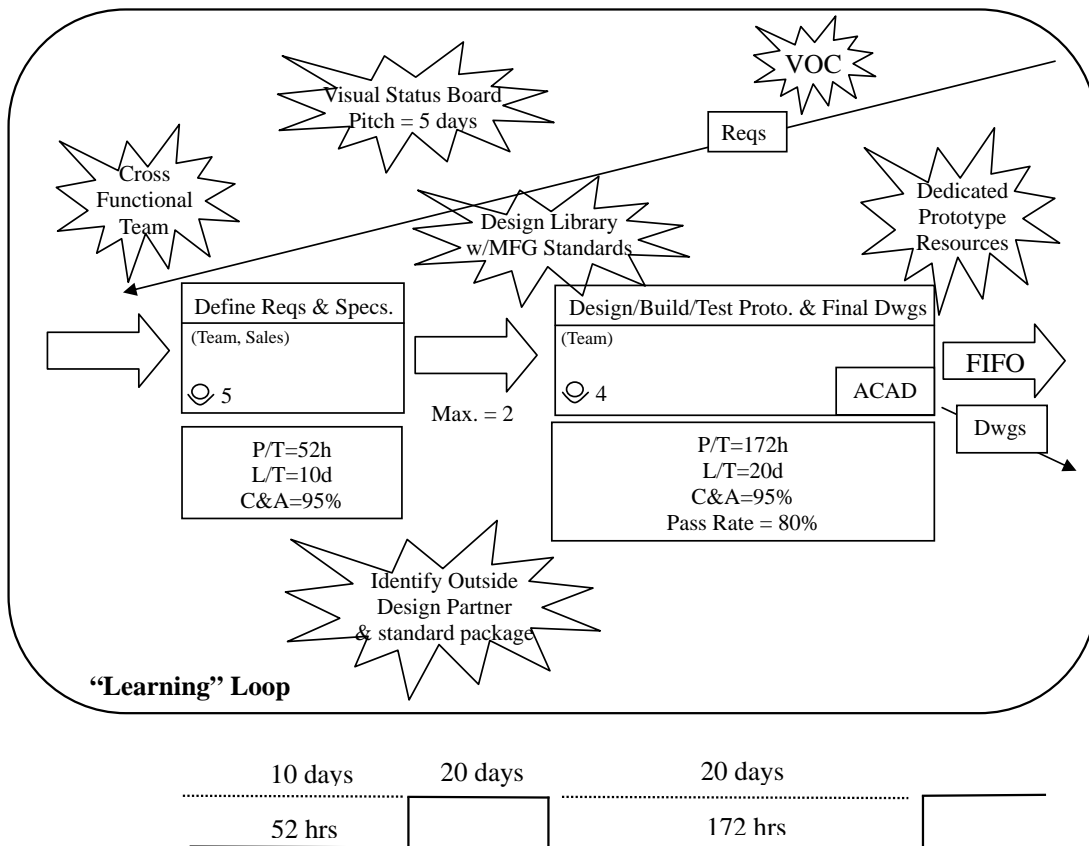 VOC
Visual Status Board
Pitch = 5 days
Reqs
Cross
Functional
Team
Dedicated
Prototype
Resources
Design Library
w/MFG Standards
Define Reqs & Specs.
(Team, Sales)
5
Max. = 2
Design/Build/Test Proto. & Final Dwgs
(Team)
4
ACAD
FIFO
Dwgs
P/T=52h
L/T=10d
C&A=95%
P/T=172h
L/T=20d
C&A=95%
Pass Rate = 80%
Identify Outside
Design Partner
& standard package
“Learning” Loop
10 days
20 days
20 days
52 hrs
172 hrs